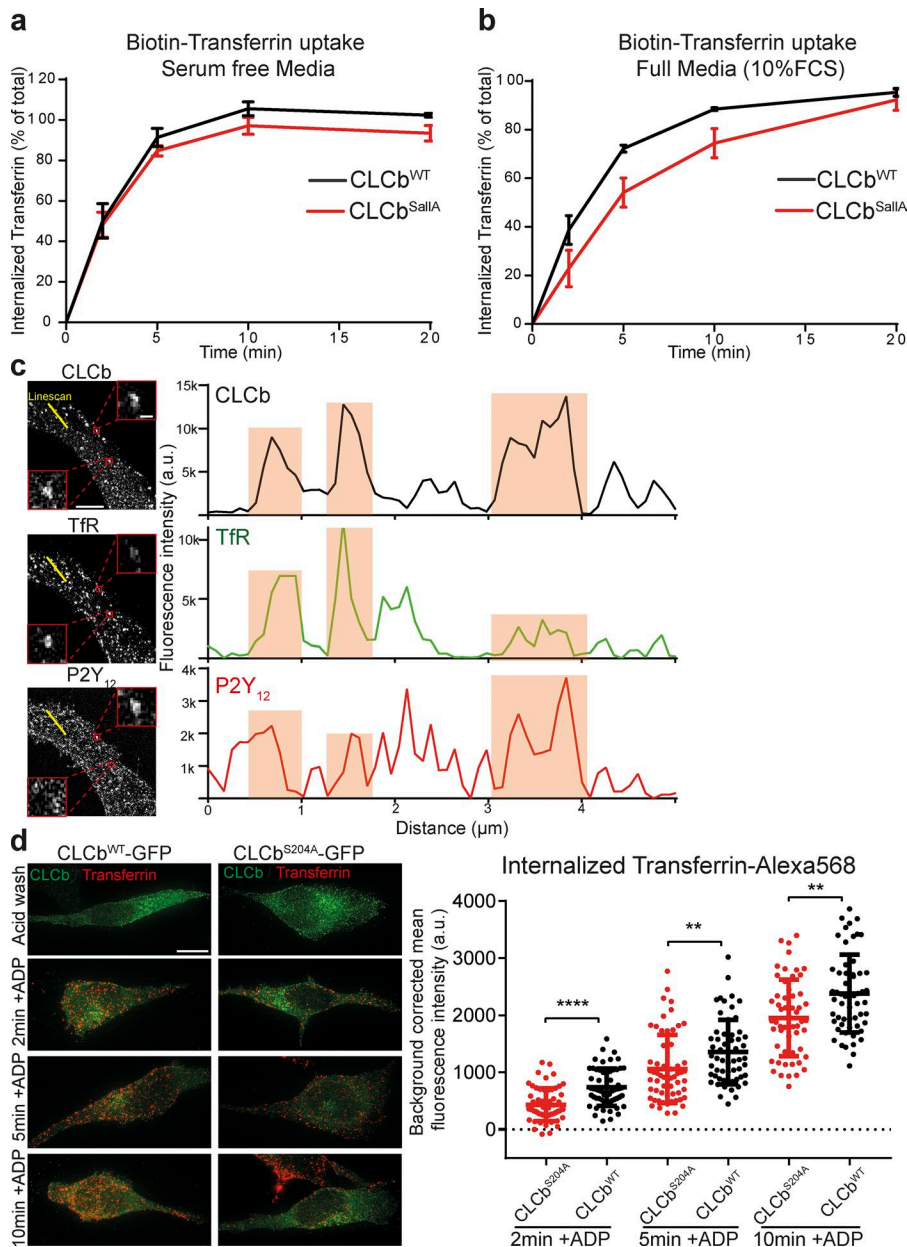 a
Biotin-Transferrin uptake
Serum free Media
Internalized Transferrin (% of total)
120
100
80
60
40
20
0
0
5
10
15
20
Time (min)
CLCb^WT
CLCb^SallA
b
Biotin-Transferrin uptake
Full Media (10%FCS)
Internalized Transferrin (% of total)
100
80
60
40
20
0
0
5
10
15
20
Time (min)
CLCb^WT
CLCb^SallA
c
CLCb
Linescan
TfR
P2Y₁₂
Fluorescence intensity (a.u.)
CLCb
15k
10k
5k
TfR
10k
5k
P2Y₁₂
4k
3k
2k
1k
0
1
2
3
4
Distance (µm)
d
CLCb^WT-GFP
CLCb^S204A-GFP
CLCb / Transferrin
CLCb / Transferrin
Acid wash
2min +ADP
5min +ADP
10min +ADP
Internalized Transferrin-Alexa568
Background corrected mean
fluorescence intensity (a.u.)
4000
3000
2000
1000
0
****
**
**
CLCb^S204A
CLCb^WT
CLCb^S204A
CLCb^WT
CLCb^S204A
CLCb^WT
2min +ADP
5min +ADP
10min +ADP